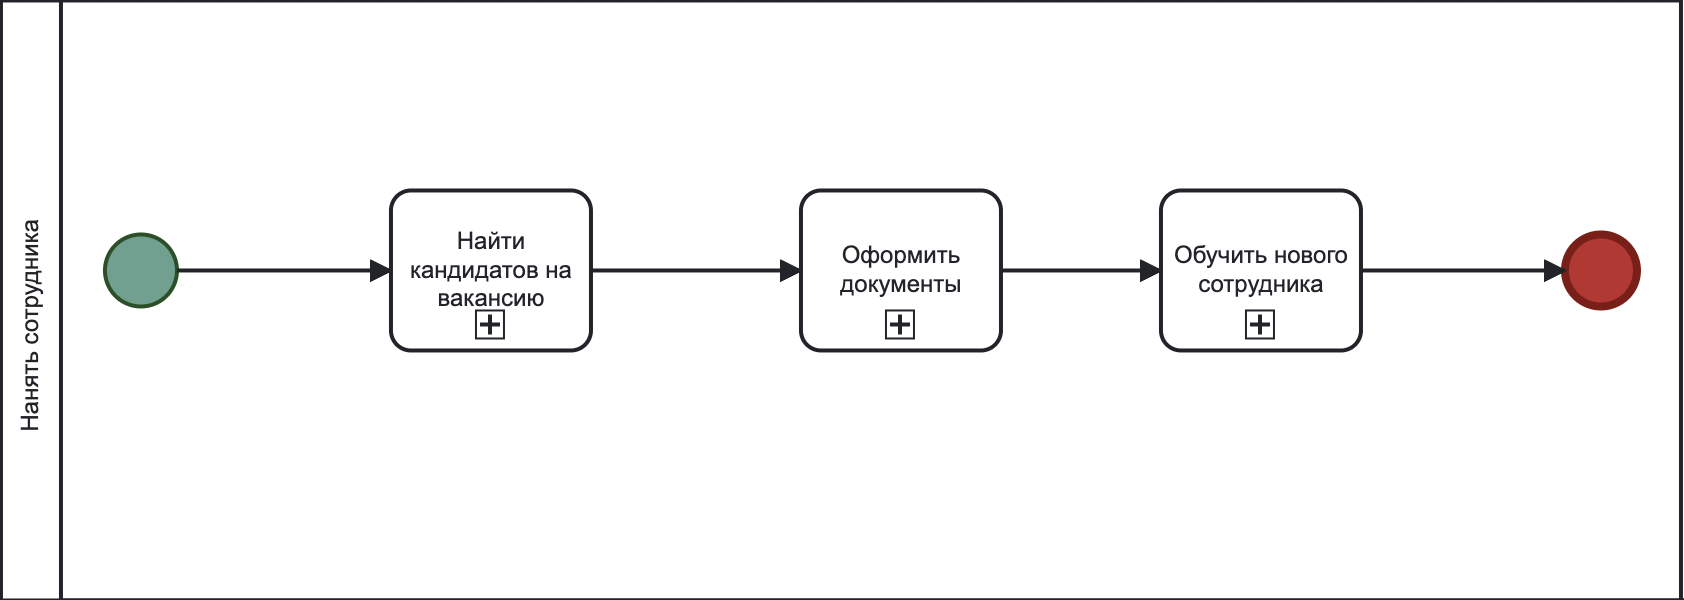 Нанять сотрудника
Найти
кандидатов на
вакансию
Оформить
документы
Обучить нового
сотрудника